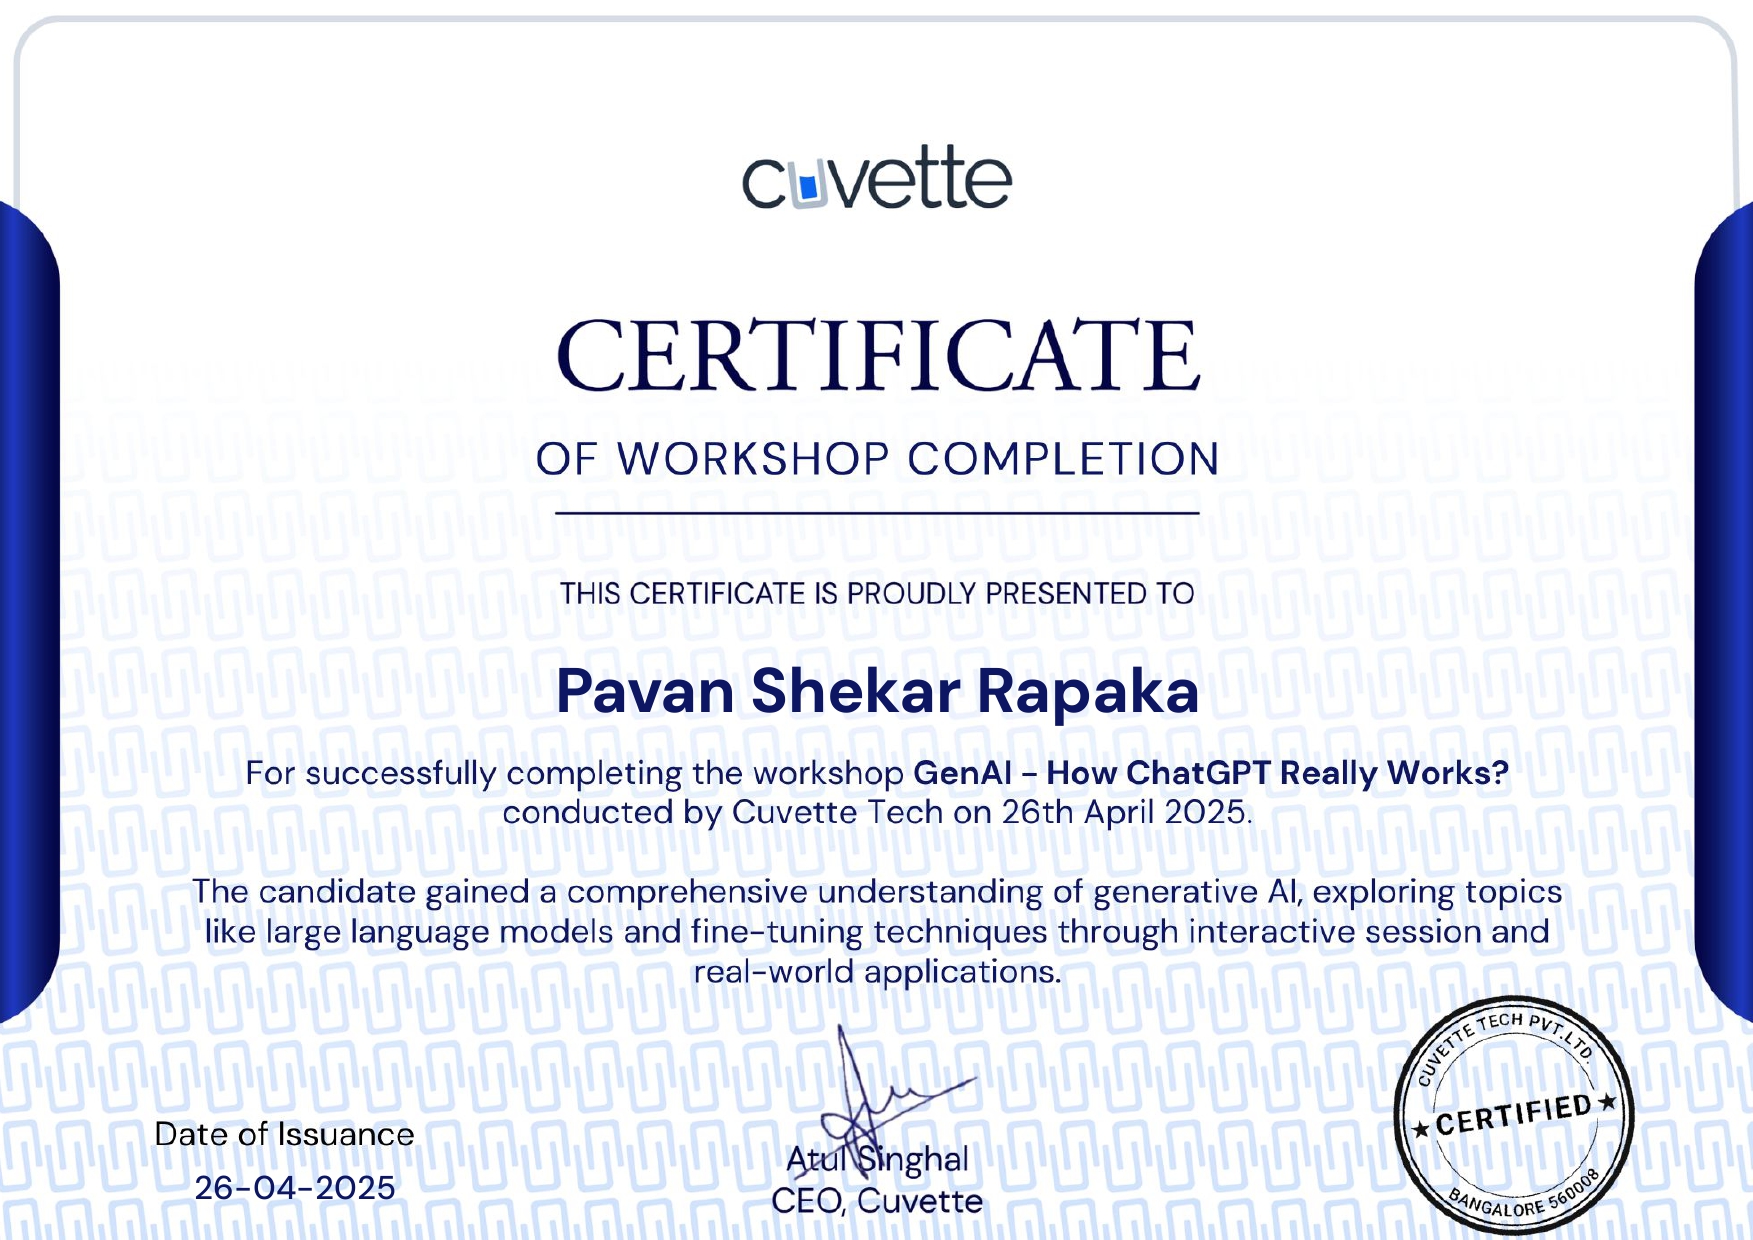 cuvette
CERTIFICATE
OF WORKSHOP COMPLETION
THIS CERTIFICATE IS PROUDLY PRESENTED TO
Pavan Shekar Rapaka
For successfully completing the workshop GenAI - How ChatGPT Really Works?
conducted by Cuvette Tech on 26th April 2025.
The candidate gained a comprehensive understanding of generative AI, exploring topics
like large language models and fine-tuning techniques through interactive session and
real-world applications.
Date of Issuance
26-04-2025
Atul Singhal
CEO, Cuvette
CUVETTE TECH PVT.LTD.
★ CERTIFIED ★
BANGALORE 560008